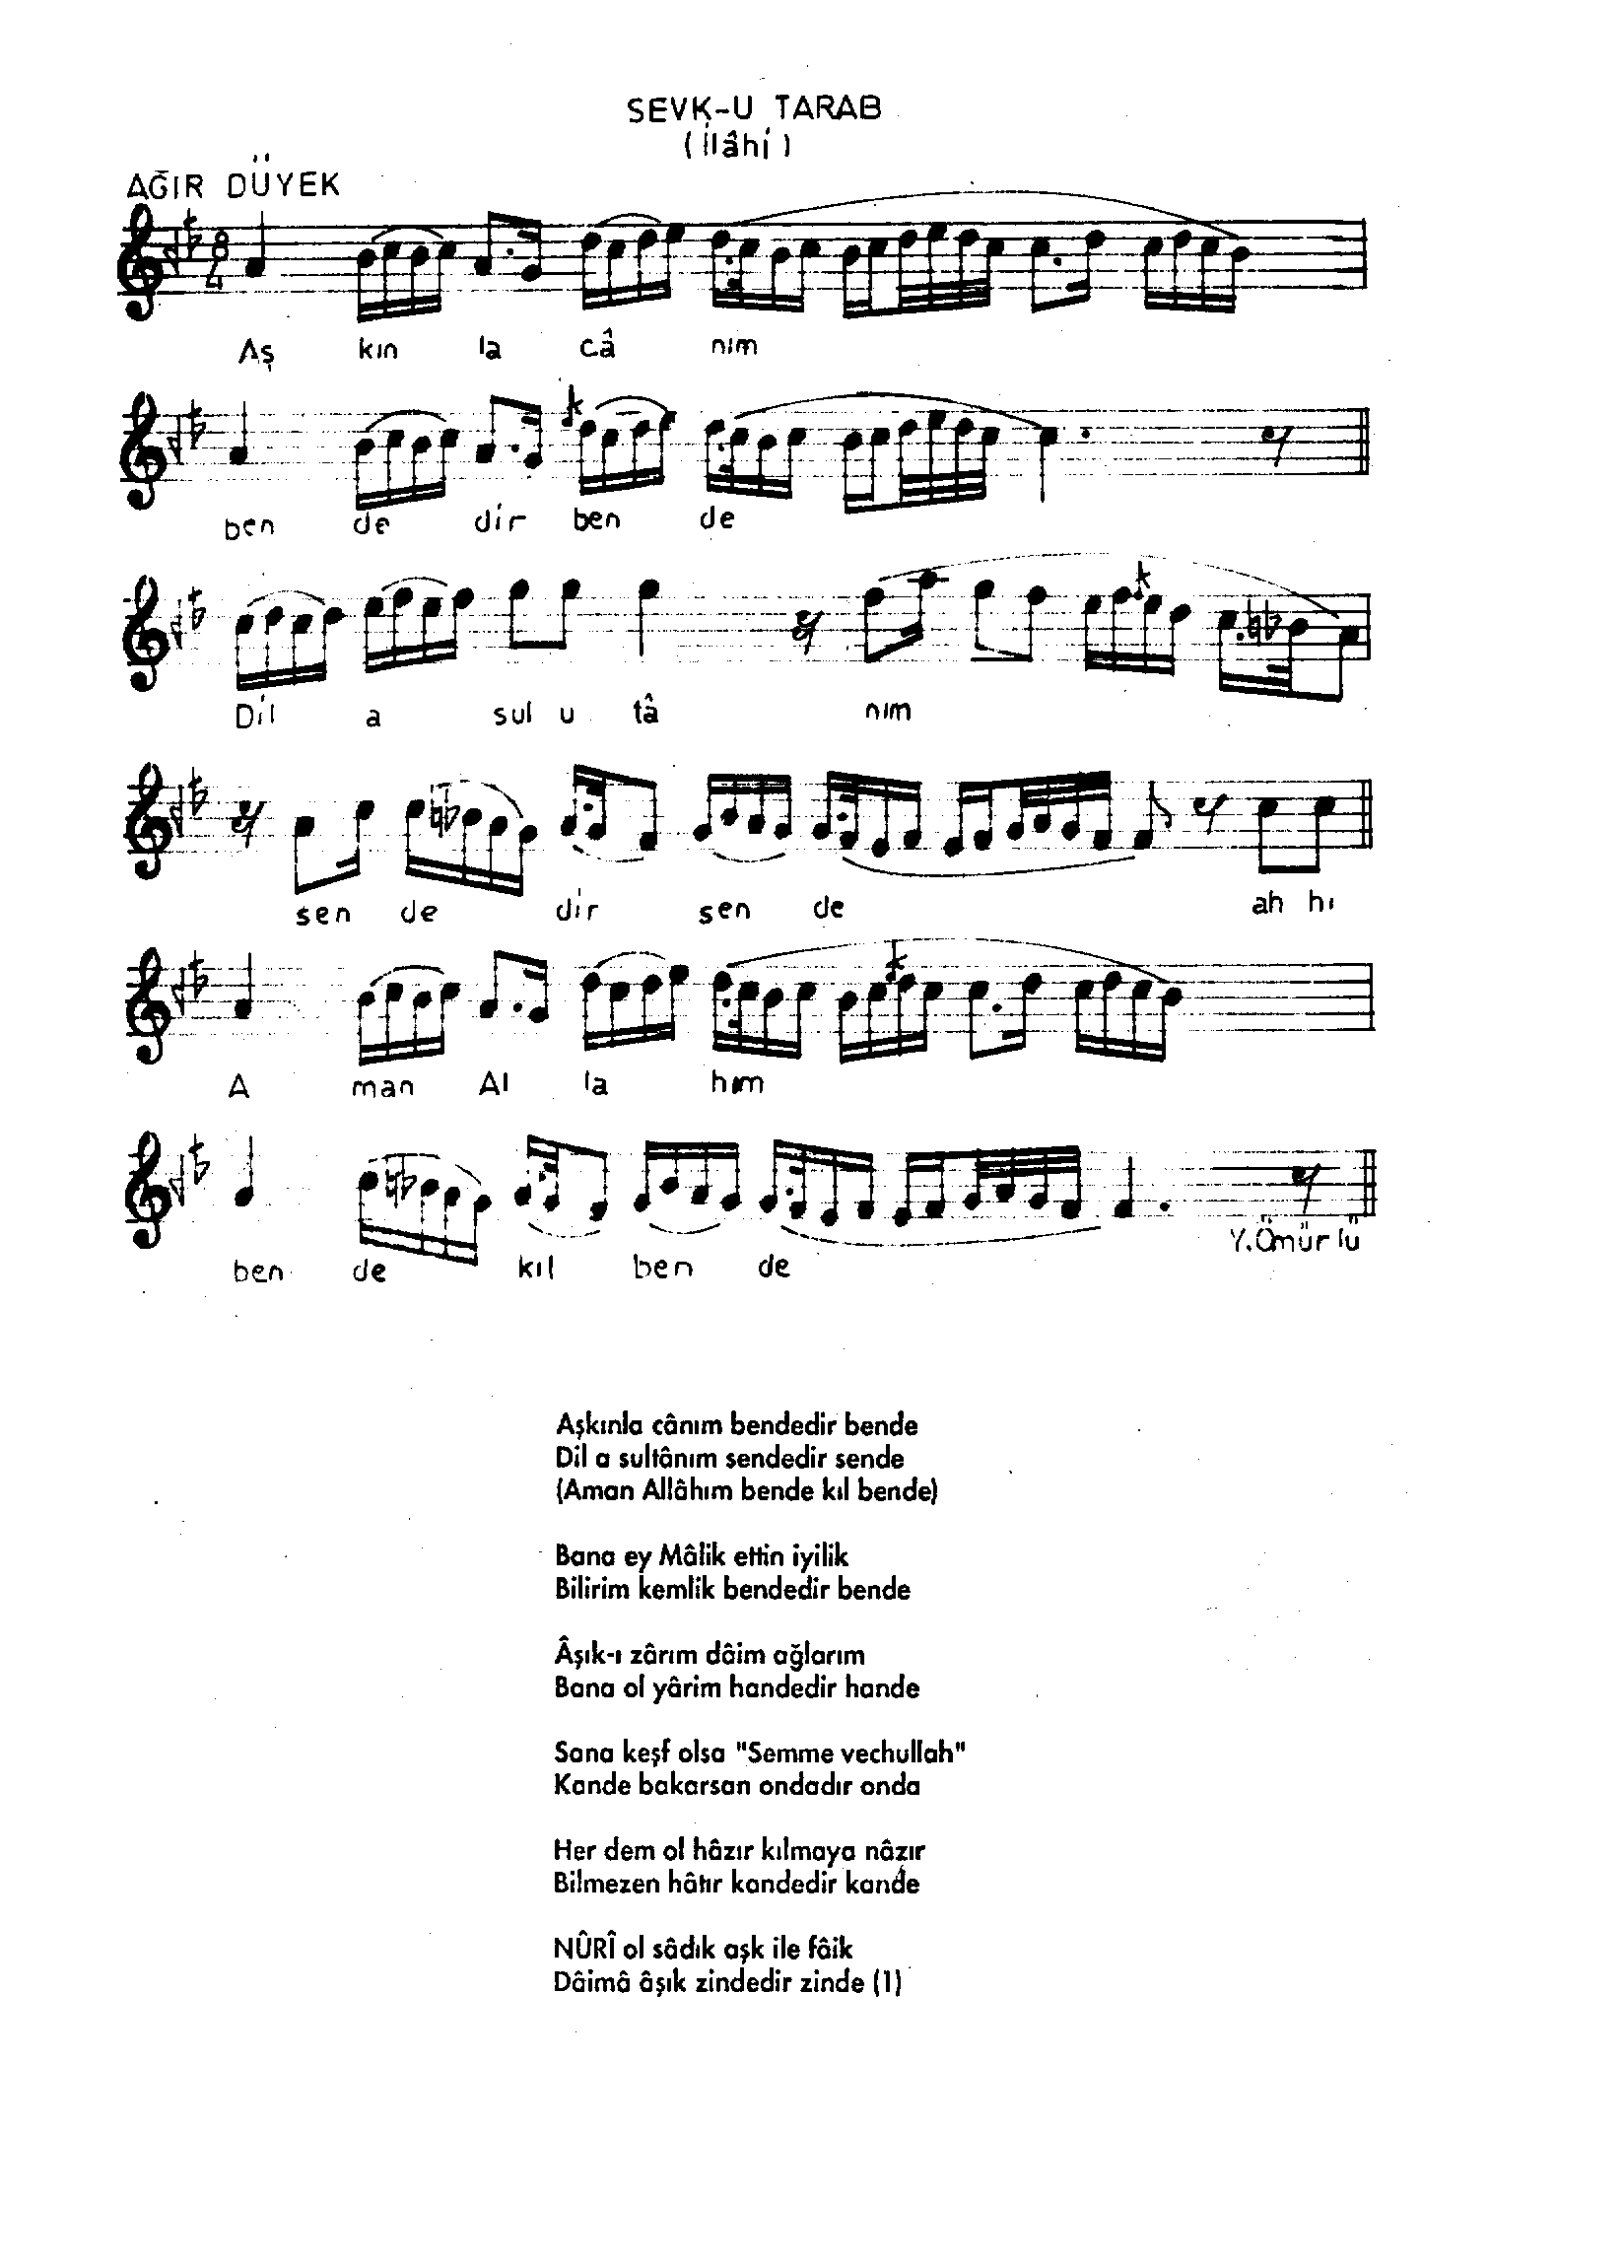 SEVK-U TARAB
(İlâhi)
AĞIR DÜYEK
8
4
Aş kın la câ nım
ben de dir ben de
Dil a sul u tâ nım
sen de dir sen de ah hı
A man Al la hım
Y.Ömürlü
ben de kıl ben de
Aşkınla cânım bendedir bende
Dil a sultânım sendedir sende
(Aman Allâhım bende kıl bende)
Bana ey Mâlik ettin iyilik
Bilirim kemlik bendedir bende
Âşık-ı zârım dâim ağlarım
Bana ol yârim handedir hande
Sana keşf olsa "Semme vechullah"
Kande bakarsan ondadır onda
Her dem ol hâzır kılmaya nâzır
Bilmezen hâtır kandedir kande
NÛRÎ ol sâdık aşk ile fâik
Dâimâ âşık zindedir zinde (1)